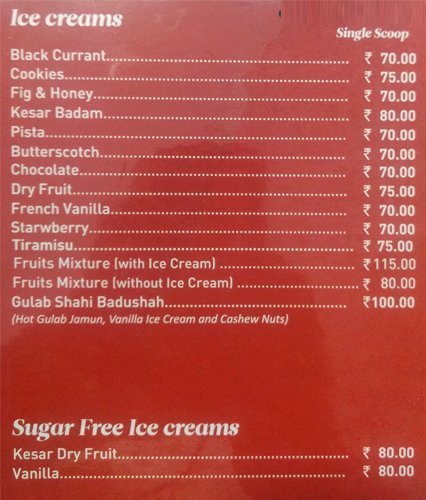 Ice creams
Single Scoop
Black Currant........................................................ ₹ 70.00
Cookies................................................................. ₹ 75.00
Fig & Honey........................................................... ₹ 70.00
Kesar Badam......................................................... ₹ 80.00
Pista...................................................................... ₹ 70.00
Butterscotch.......................................................... ₹ 70.00
Chocolate.............................................................. ₹ 70.00
Dry Fruit................................................................ ₹ 75.00
French Vanilla........................................................ ₹ 70.00
Starwberry............................................................. ₹ 70.00
Tiramisu................................................................ ₹ 75.00
Fruits Mixture (with Ice Cream) .............................. ₹115.00
Fruits Mixture (without Ice Cream) ......................... ₹ 80.00
Gulab Shahi Badushah........................................... ₹100.00
(Hot Gulab Jamun, Vanilla Ice Cream and Cashew Nuts)
Sugar Free Ice creams
Kesar Dry Fruit...................................................... ₹ 80.00
Vanilla................................................................... ₹ 80.00